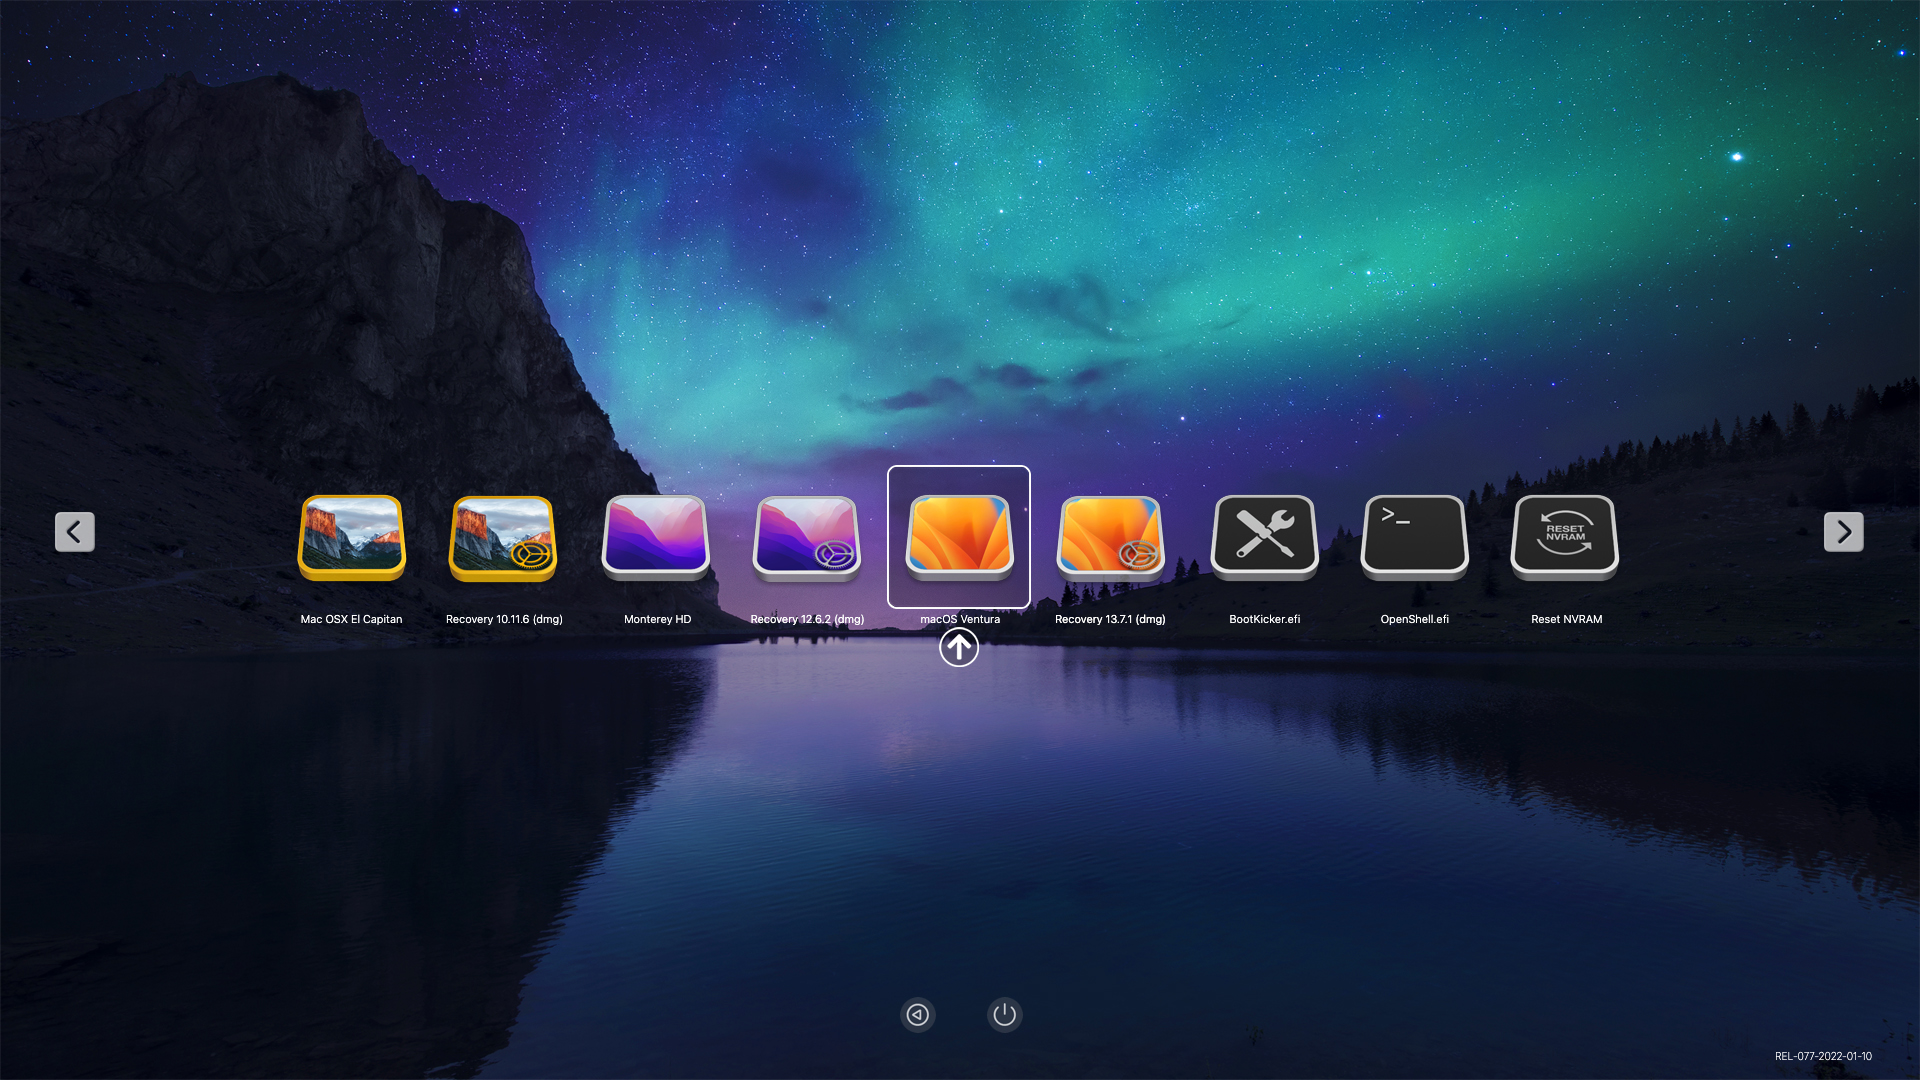 >_
RESET
NVRAM
Mac OSX El Capitan
Recovery 10.11.6 (dmg)
Monterey HD
Recovery 12.6.2 (dmg)
macOS Ventura
Recovery 13.7.1 (dmg)
BootKicker.efi
OpenShell.efi
Reset NVRAM
REL-077-2022-01-10